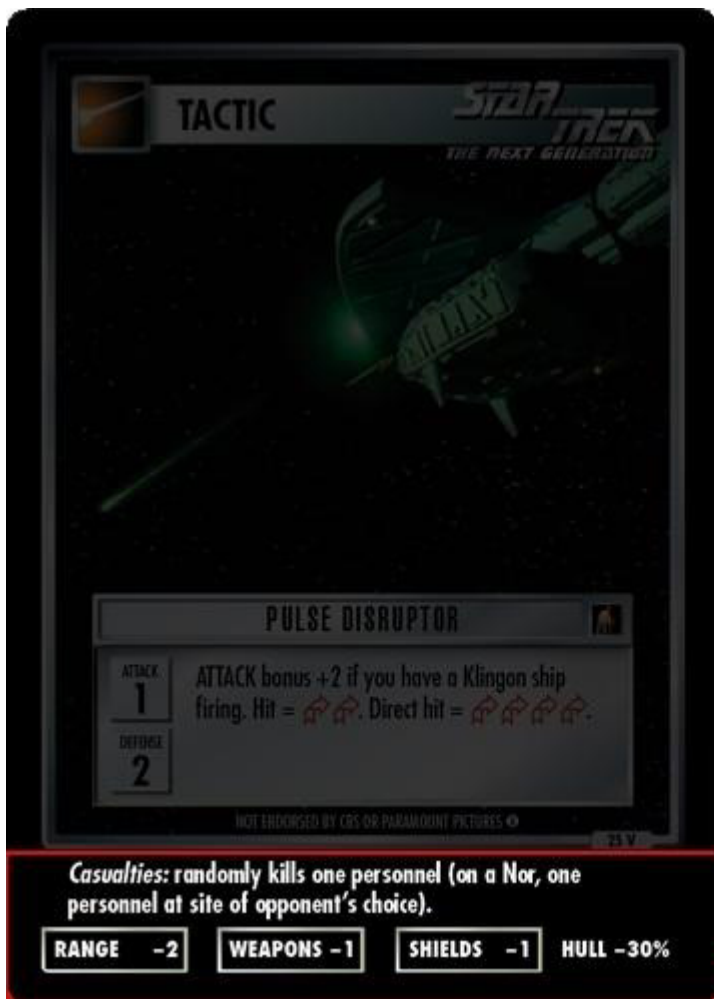 TACTIC
STAR TREK
THE NEXT GENERATION
PULSE DISRUPTOR
ATTACK
1
DEFENSE
2
ATTACK bonus +2 if you have a Klingon ship
firing. Hit = . Direct hit = .
NOT ENDORSED BY CBS OR PARAMOUNT PICTURES
25 V
Casualties: randomly kills one personnel (on a Nor, one
personnel at site of opponent's choice).
RANGE -2 WEAPONS -1 SHIELDS -1 HULL -30%